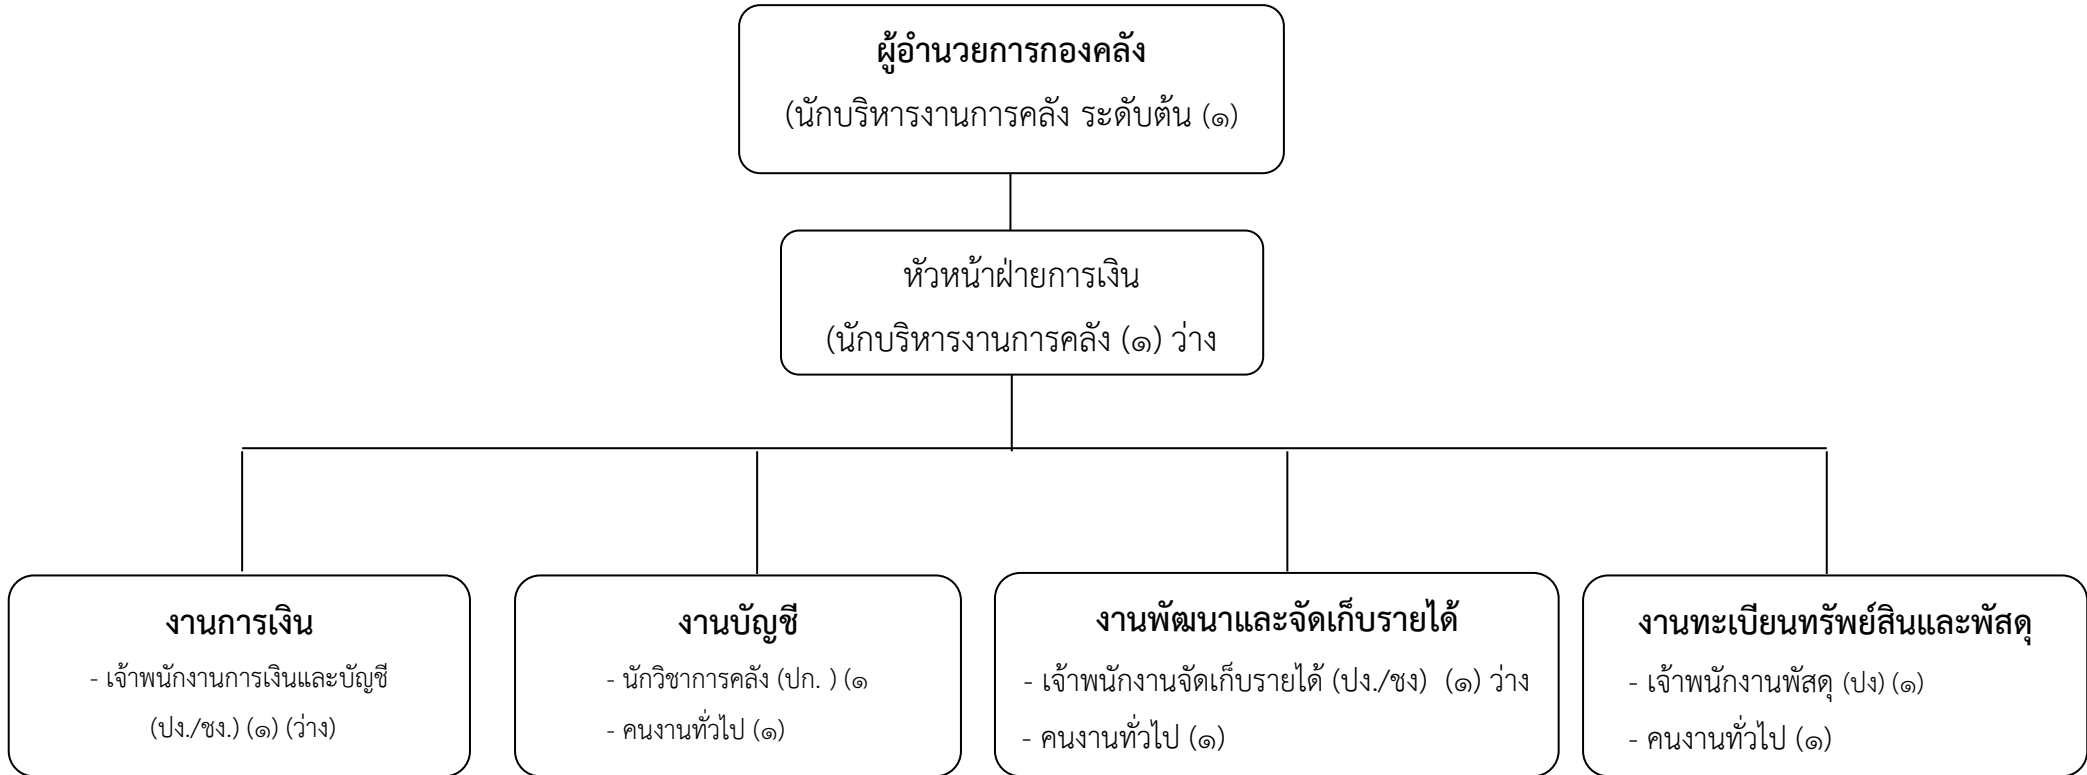 ผู้อำนวยการกองคลัง
(นักบริหารงานการคลัง ระดับต้น (๑)
หัวหน้าฝ่ายการเงิน
(นักบริหารงานการคลัง (๑) ว่าง
งานการเงิน
- เจ้าพนักงานการเงินและบัญชี
(ปง./ชง.) (๑) (ว่าง)
งานบัญชี
- นักวิชาการคลัง (ปก. ) (๑
- คนงานทั่วไป (๑)
งานพัฒนาและจัดเก็บรายได้
- เจ้าพนักงานจัดเก็บรายได้ (ปง./ชง) (๑) ว่าง
- คนงานทั่วไป (๑)
งานทะเบียนทรัพย์สินและพัสดุ
- เจ้าพนักงานพัสดุ (ปง) (๑)
- คนงานทั่วไป (๑)